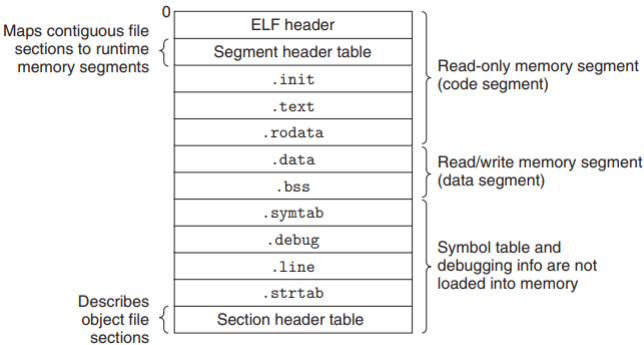 0
Maps contiguous file
sections to runtime
memory segments
ELF header
Segment header table
.init
.text
.rodata
.data
.bss
.symtab
.debug
.line
.strtab
Section header table
Read-only memory segment
(code segment)
Read/write memory segment
(data segment)
Symbol table and
debugging info are not
loaded into memory
Describes
object file
sections